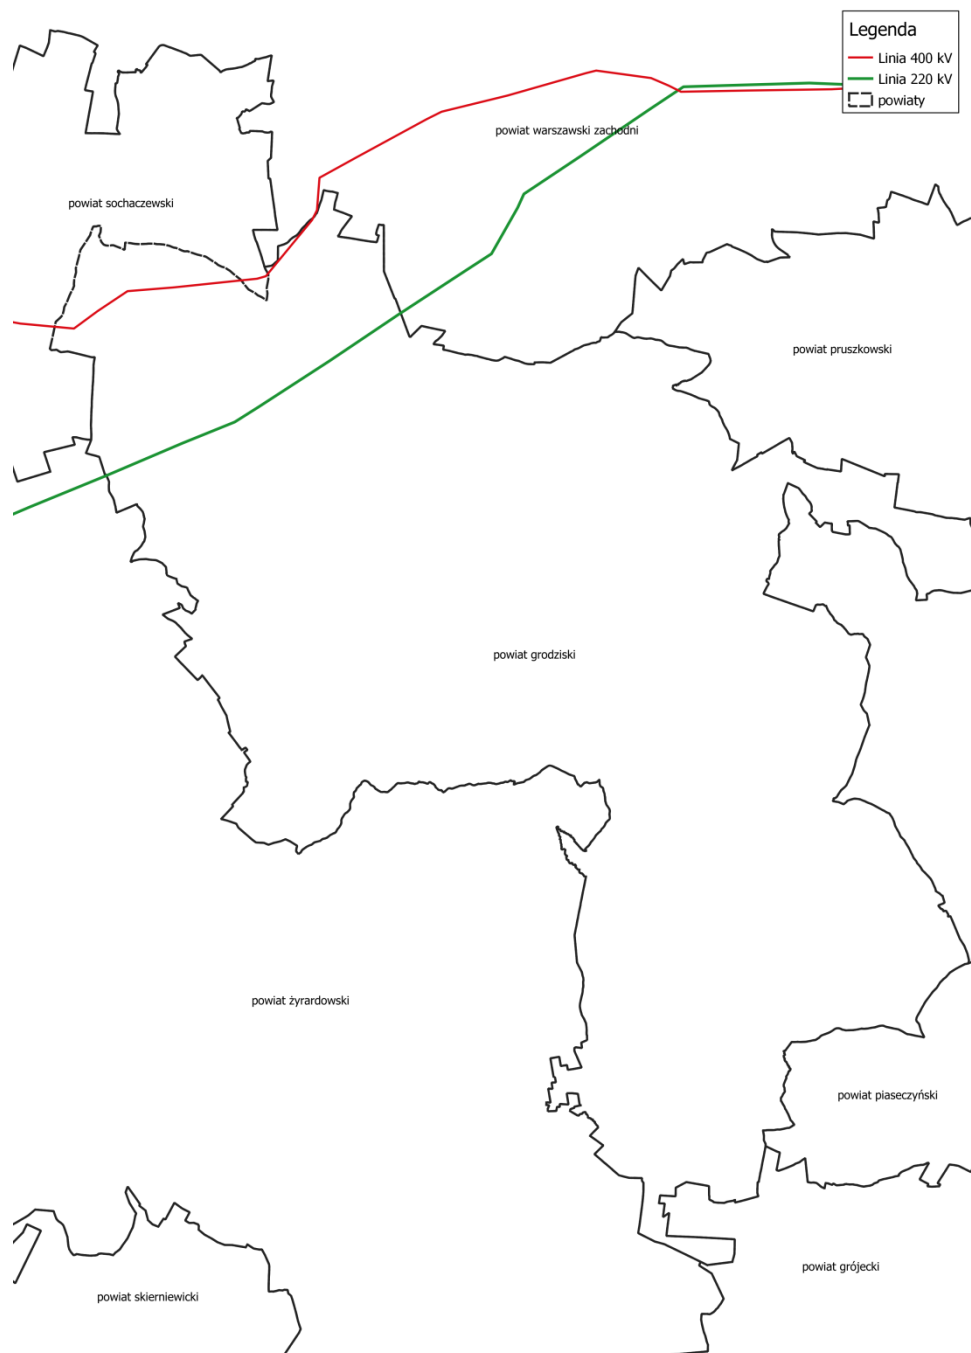 Legenda
Linia 400 kV
Linia 220 kV
powiaty
powiat warszawski zachodni
powiat sochaczewski
powiat pruszkowski
powiat grodziski
powiat żyrardowski
powiat piaseczyński
powiat grójecki
powiat skierniewicki